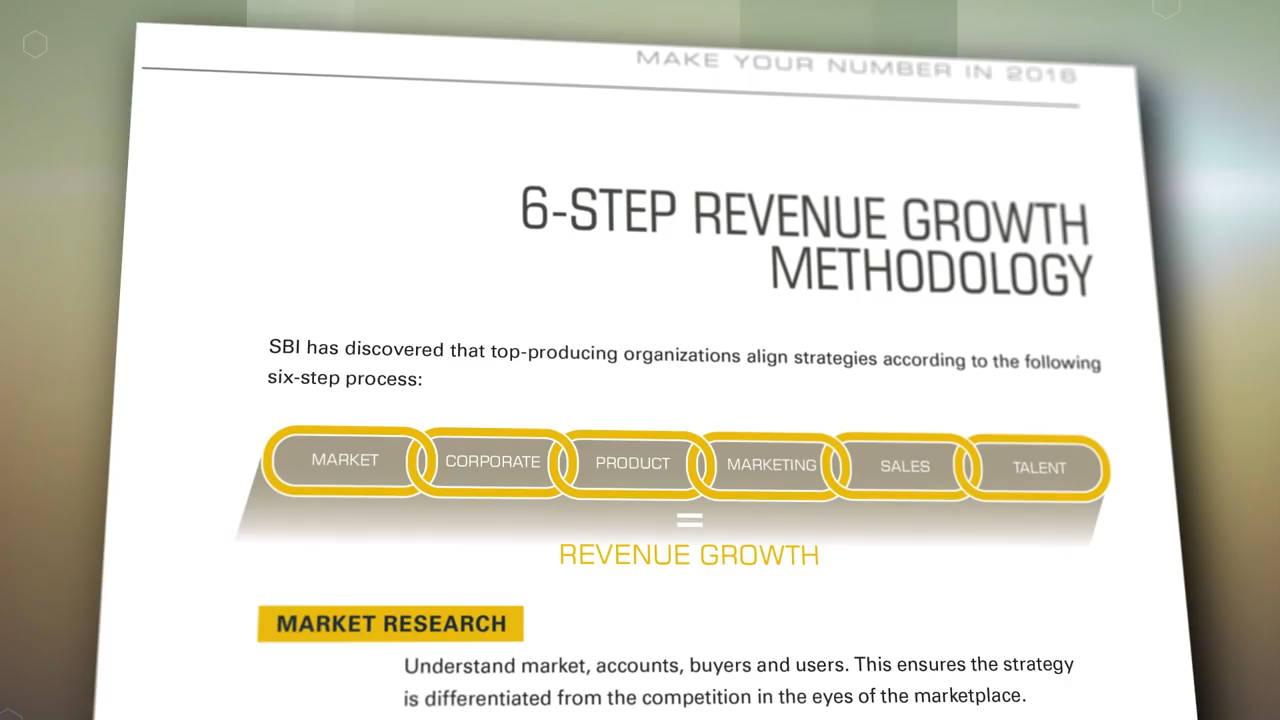 MAKE YOUR NUMBER IN 2016
6-STEP REVENUE GROWTH
METHODOLOGY
SBI has discovered that top-producing organizations align strategies according to the following
six-step process:
MARKET CORPORATE PRODUCT MARKETING SALES TALENT
=
REVENUE GROWTH
MARKET RESEARCH
Understand market, accounts, buyers and users. This ensures the strategy
is differentiated from the competition in the eyes of the marketplace.